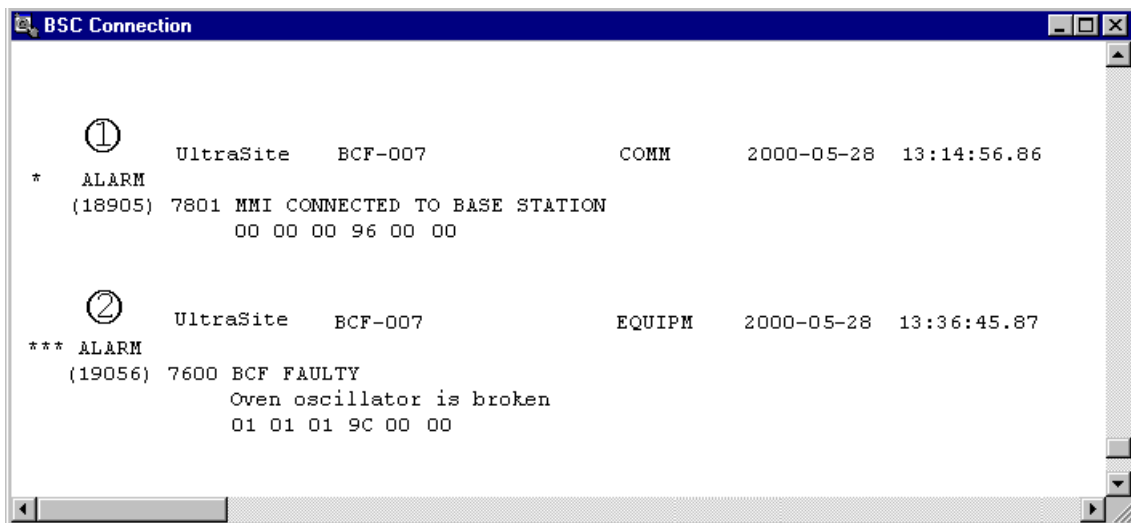 BSC Connection
①
UltraSite BCF-007 COMM 2000-05-28 13:14:56.86
* ALARM
(18905) 7801 MMI CONNECTED TO BASE STATION
00 00 00 96 00 00
②
UltraSite BCF-007 EQUIPM 2000-05-28 13:36:45.87
*** ALARM
(19056) 7600 BCF FAULTY
Oven oscillator is broken
01 01 01 9C 00 00